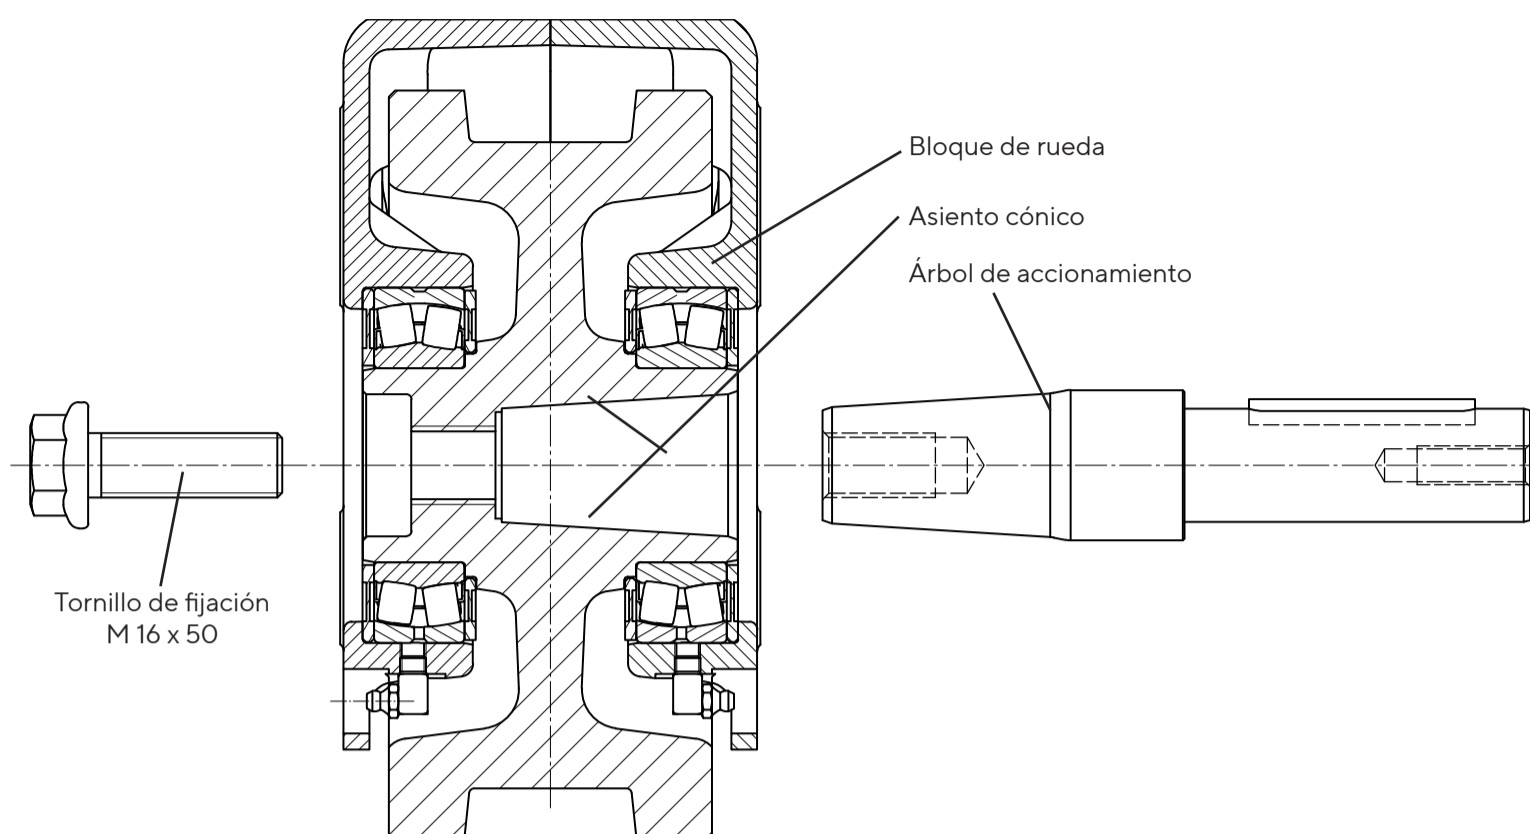 Bloque de rueda
Asiento cónico
Árbol de accionamiento
Tornillo de fijación
M 16 x 50